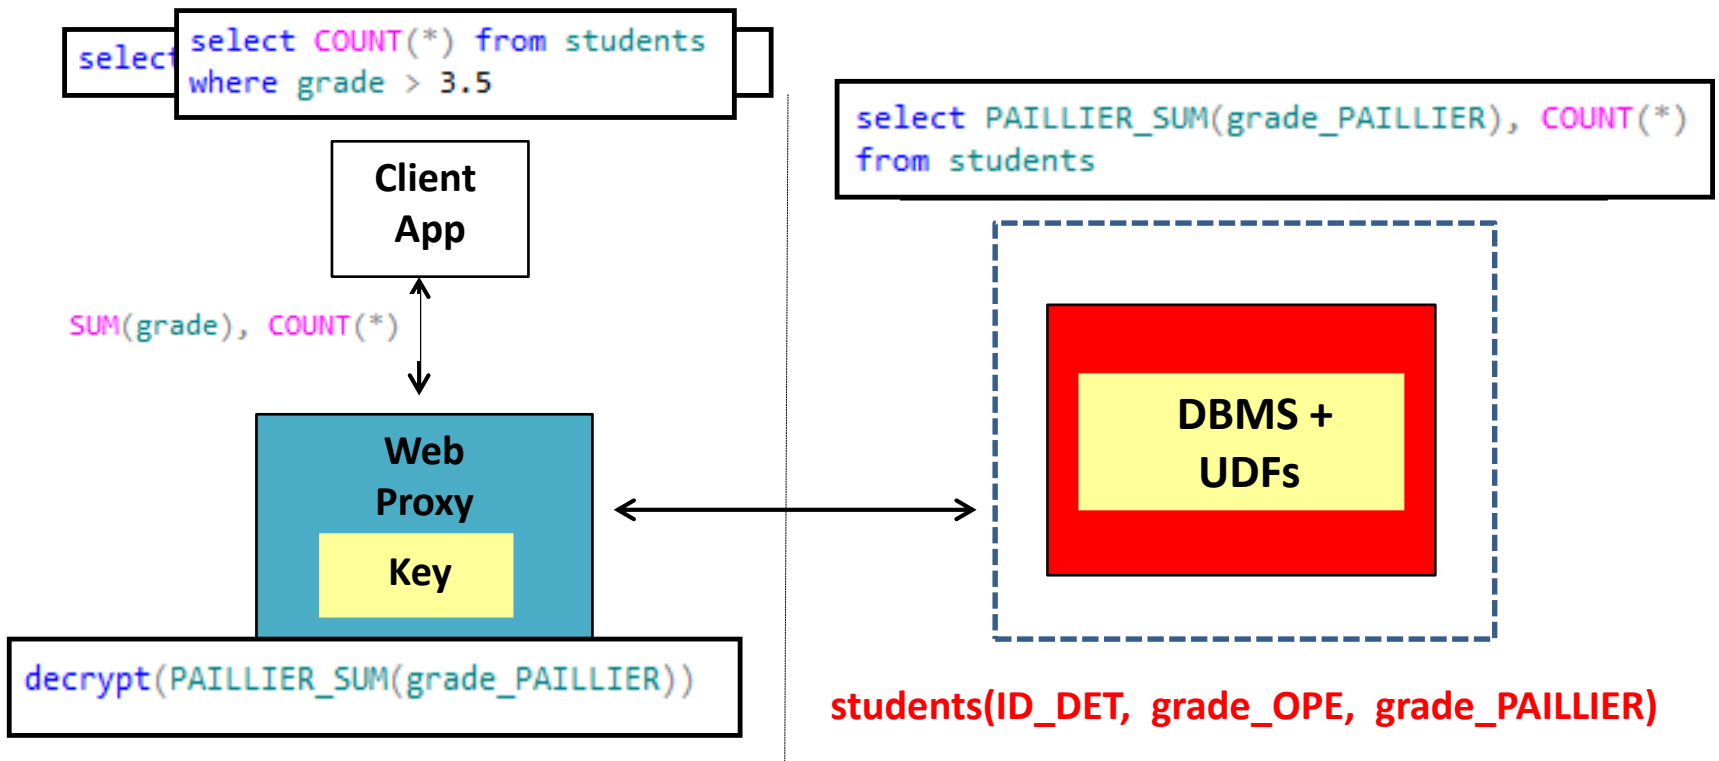 select
select COUNT(*) from students
where grade > 3.5
select PAILLIER_SUM(grade_PAILLIER), COUNT(*)
from students
Client
App
SUM(grade), COUNT(*)
Web
Proxy
Key
DBMS +
UDFs
decrypt(PAILLIER_SUM(grade_PAILLIER))
students(ID_DET, grade_OPE, grade_PAILLIER)